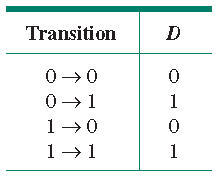 Transition D
0 → 0 0
0 → 1 1
1 → 0 0
1 → 1 1